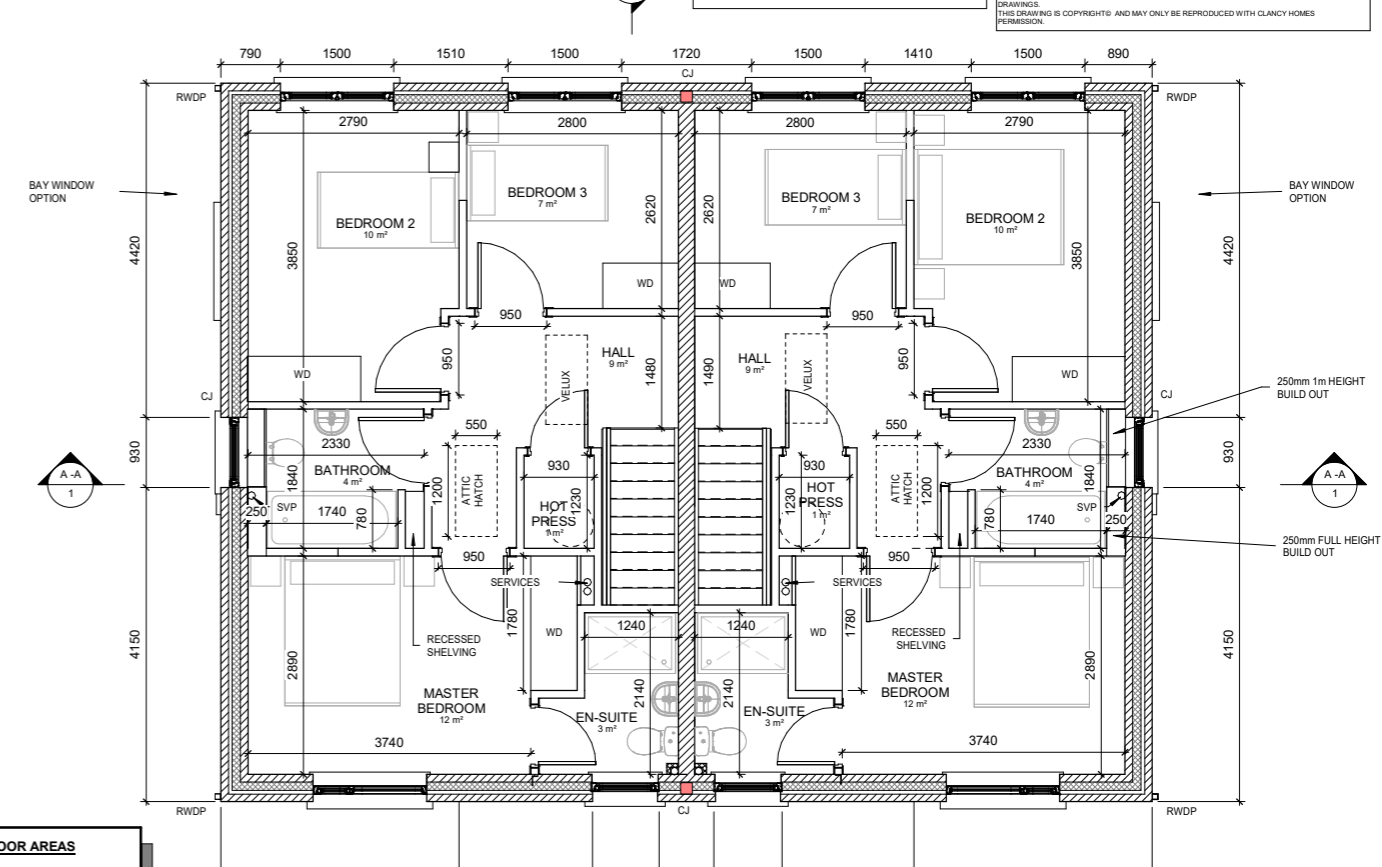 DRAWINGS.
THIS DRAWING IS COPYRIGHT© AND MAY ONLY BE REPRODUCED WITH CLANCY HOMES
PERMISSION.
790 1500 1510 1500 1720 1500 1410 1500 890
CJ
RWDP
RWDP
2790 2800 2800 2790
BAY WINDOW
OPTION
BAY WINDOW
OPTION
BEDROOM 2
10 m²
BEDROOM 3
7 m²
BEDROOM 3
7 m²
BEDROOM 2
10 m²
4420
3850
2620
2620
3850
4420
WD
WD
950
950
950
950
HALL
9 m²
HALL
9 m²
1480
1490
VELUX
VELUX
WD
WD
CJ
CJ
250mm 1m HEIGHT
BUILD OUT
930
930
2330
550
550
2330
BATHROOM
4 m²
BATHROOM
4 m²
1840
1840
A -A
1
A -A
1
SVP
SVP
250
1740
780
1200
ATTIC
HATCH
930
HOT
PRESS
1 m²
1230
930
HOT
PRESS
1 m²
1230
ATTIC
HATCH
1200
780
1740
250
250mm FULL HEIGHT
BUILD OUT
950
950
SERVICES
SERVICES
4150
2890
RECESSED
SHELVING
1780
WD
1240
1240
WD
1780
RECESSED
SHELVING
2890
4150
MASTER
BEDROOM
12 m²
MASTER
BEDROOM
12 m²
2140
2140
EN-SUITE
3 m²
EN-SUITE
3 m²
3740
3740
RWDP
CJ
RWDP
OOR AREAS